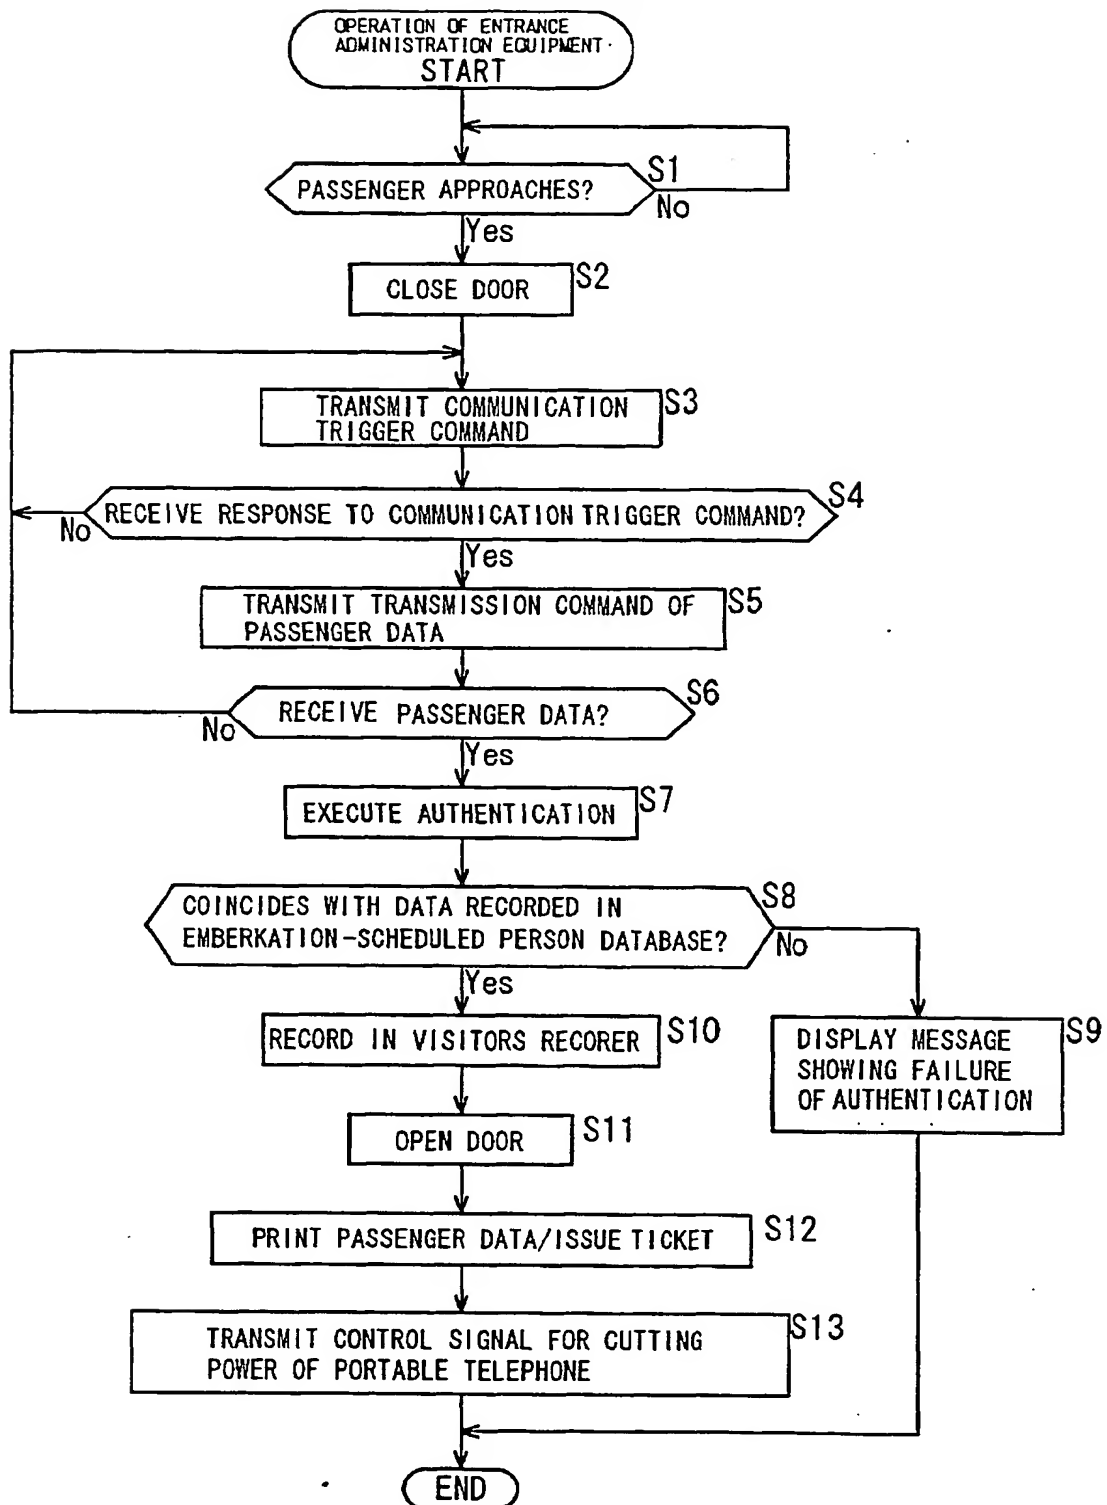 OPERATION OF ENTRANCE
ADMINISTRATION EQUIPMENT
START
S1
PASSENGER APPROACHES?
No
Yes
S2
CLOSE DOOR
S3
TRANSMIT COMMUNICATION
TRIGGER COMMAND
S4
RECEIVE RESPONSE TO COMMUNICATION TRIGGER COMMAND?
No
Yes
S5
TRANSMIT TRANSMISSION COMMAND OF
PASSENGER DATA
S6
RECEIVE PASSENGER DATA?
No
Yes
S7
EXECUTE AUTHENTICATION
S8
COINCIDES WITH DATA RECORDED IN
EMBERKATION-SCHEDULED PERSON DATABASE?
No
Yes
S10
RECORD IN VISITORS RECORER
S9
DISPLAY MESSAGE
SHOWING FAILURE
OF AUTHENTICATION
S11
OPEN DOOR
S12
PRINT PASSENGER DATA/ISSUE TICKET
S13
TRANSMIT CONTROL SIGNAL FOR CUTTING
POWER OF PORTABLE TELEPHONE
END